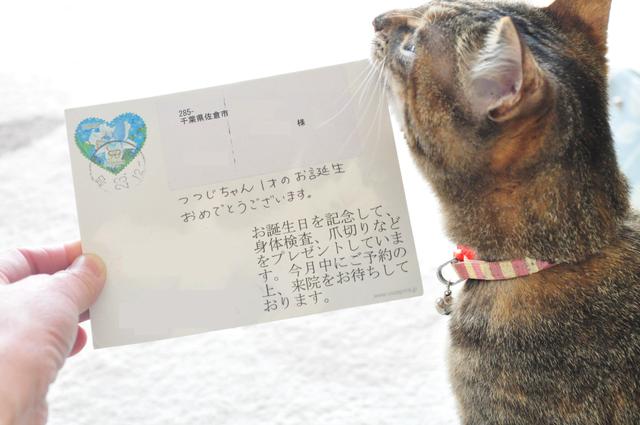 285-
千葉県佐倉市
様
つつじちゃん 1才のお誕生
おめでとうございます。
お誕生日を記念して、
身体検査、爪切りなど
をプレゼントしていま
す。今月中にご予約の
上、来院をお待ちして
おります。